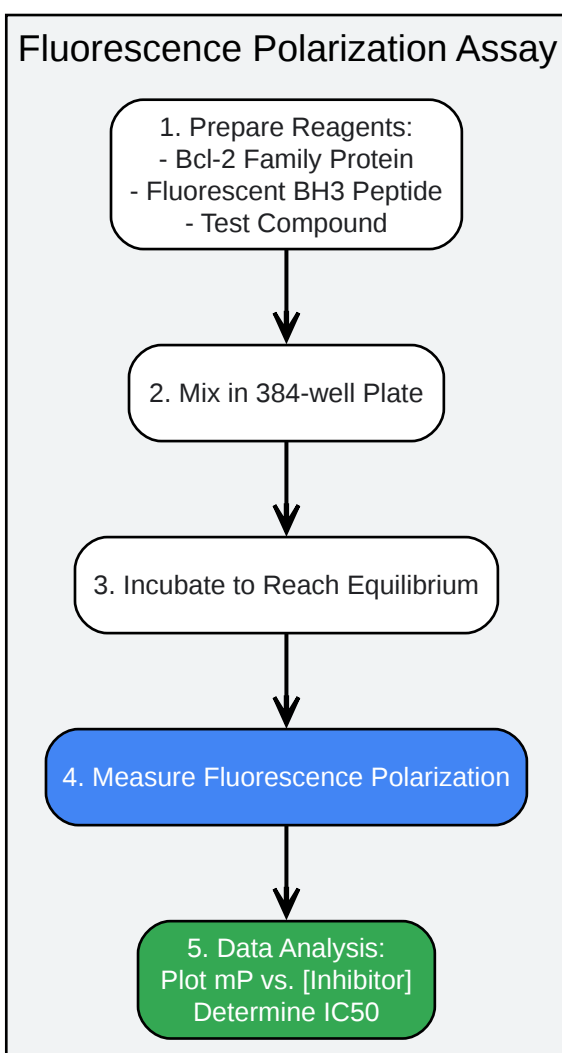 Fluorescence Polarization Assay
1. Prepare Reagents:
- Bcl-2 Family Protein
- Fluorescent BH3 Peptide
- Test Compound
2. Mix in 384-well Plate
3. Incubate to Reach Equilibrium
4. Measure Fluorescence Polarization
5. Data Analysis:
Plot mP vs. [Inhibitor]
Determine IC50